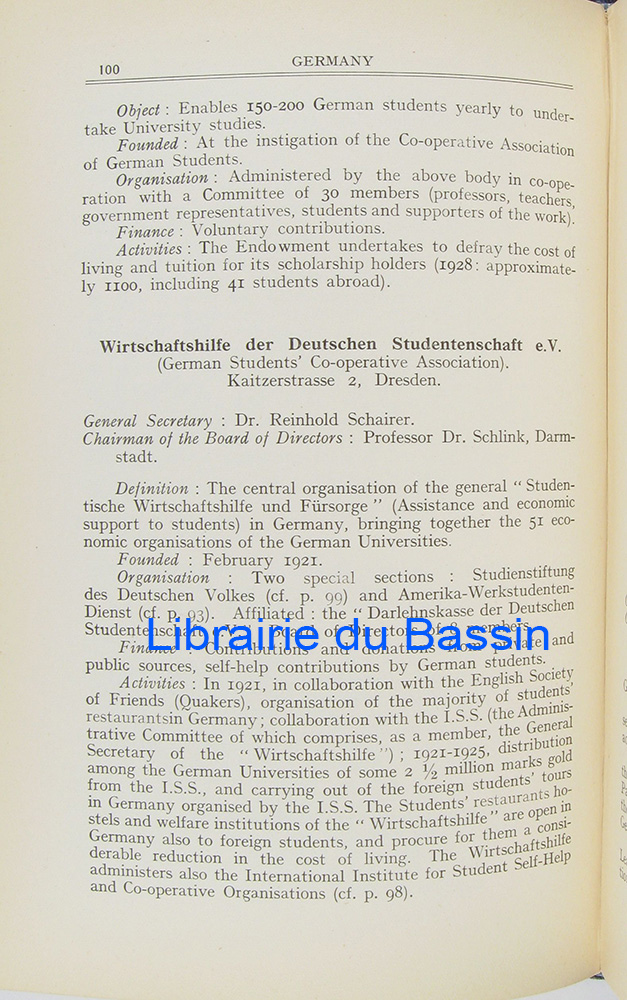 100
GERMANY
Object : Enables 150-200 German students yearly to under-
take University studies.
Founded : At the instigation of the Co-operative Association
of German Students.
Organisation : Administered by the above body in co-ope-
ration with a Committee of 30 members (professors, teachers,
government representatives, students and supporters of the work).
Finance : Voluntary contributions.
Activities : The Endowment undertakes to defray the cost of
living and tuition for its scholarship holders (1928 : approximate-
ly 1100, including 41 students abroad).
Wirtschaftshilfe der Deutschen Studentenschaft e.V.
(German Students' Co-operative Association).
Kaitzerstrasse 2, Dresden.
General Secretary : Dr. Reinhold Schairer.
Chairman of the Board of Directors : Professor Dr. Schlink, Darm-
stadt.
Definition : The central organisation of the general “ Studen-
tische Wirtschaftshilfe und Fürsorge ” (Assistance and economic
support to students) in Germany, bringing together the 51 eco-
nomic organisations of the German Universities.
Founded : February 1921.
Organisation : Two special sections : Studienstiftung
des Deutschen Volkes (cf. p. 99) and Amerika-Werkstudenten-
Dienst (cf. p. 93). Affiliated : the “ Darlehnskasse der Deutschen
Studentenschaft e.V. Board of Directors of 8 members.
Finance : Contributions and donations from private and
public sources, self-help contributions by German students.
Librairie du Bassin
Activities : In 1921, in collaboration with the English Society
of Friends (Quakers), organisation of the majority of students'
restaurantsin Germany ; collaboration with the I.S.S. (the Adminis-
trative Committee of which comprises, as a member, the General
Secretary of the “ Wirtschaftshilfe ”) ; 1921-1925, distribution
among the German Universities of some 2 ½ million marks gold
from the I.S.S., and carrying out of the foreign students' tours
in Germany organised by the I.S.S. The Students' restaurants ho-
stels and welfare institutions of the “ Wirtschaftshilfe ” are open in
Germany also to foreign students, and procure for them a consi-
derable reduction in the cost of living. The Wirtschaftshilfe
administers also the International Institute for Student Self-Help
and Co-operative Organisations (cf. p. 98).